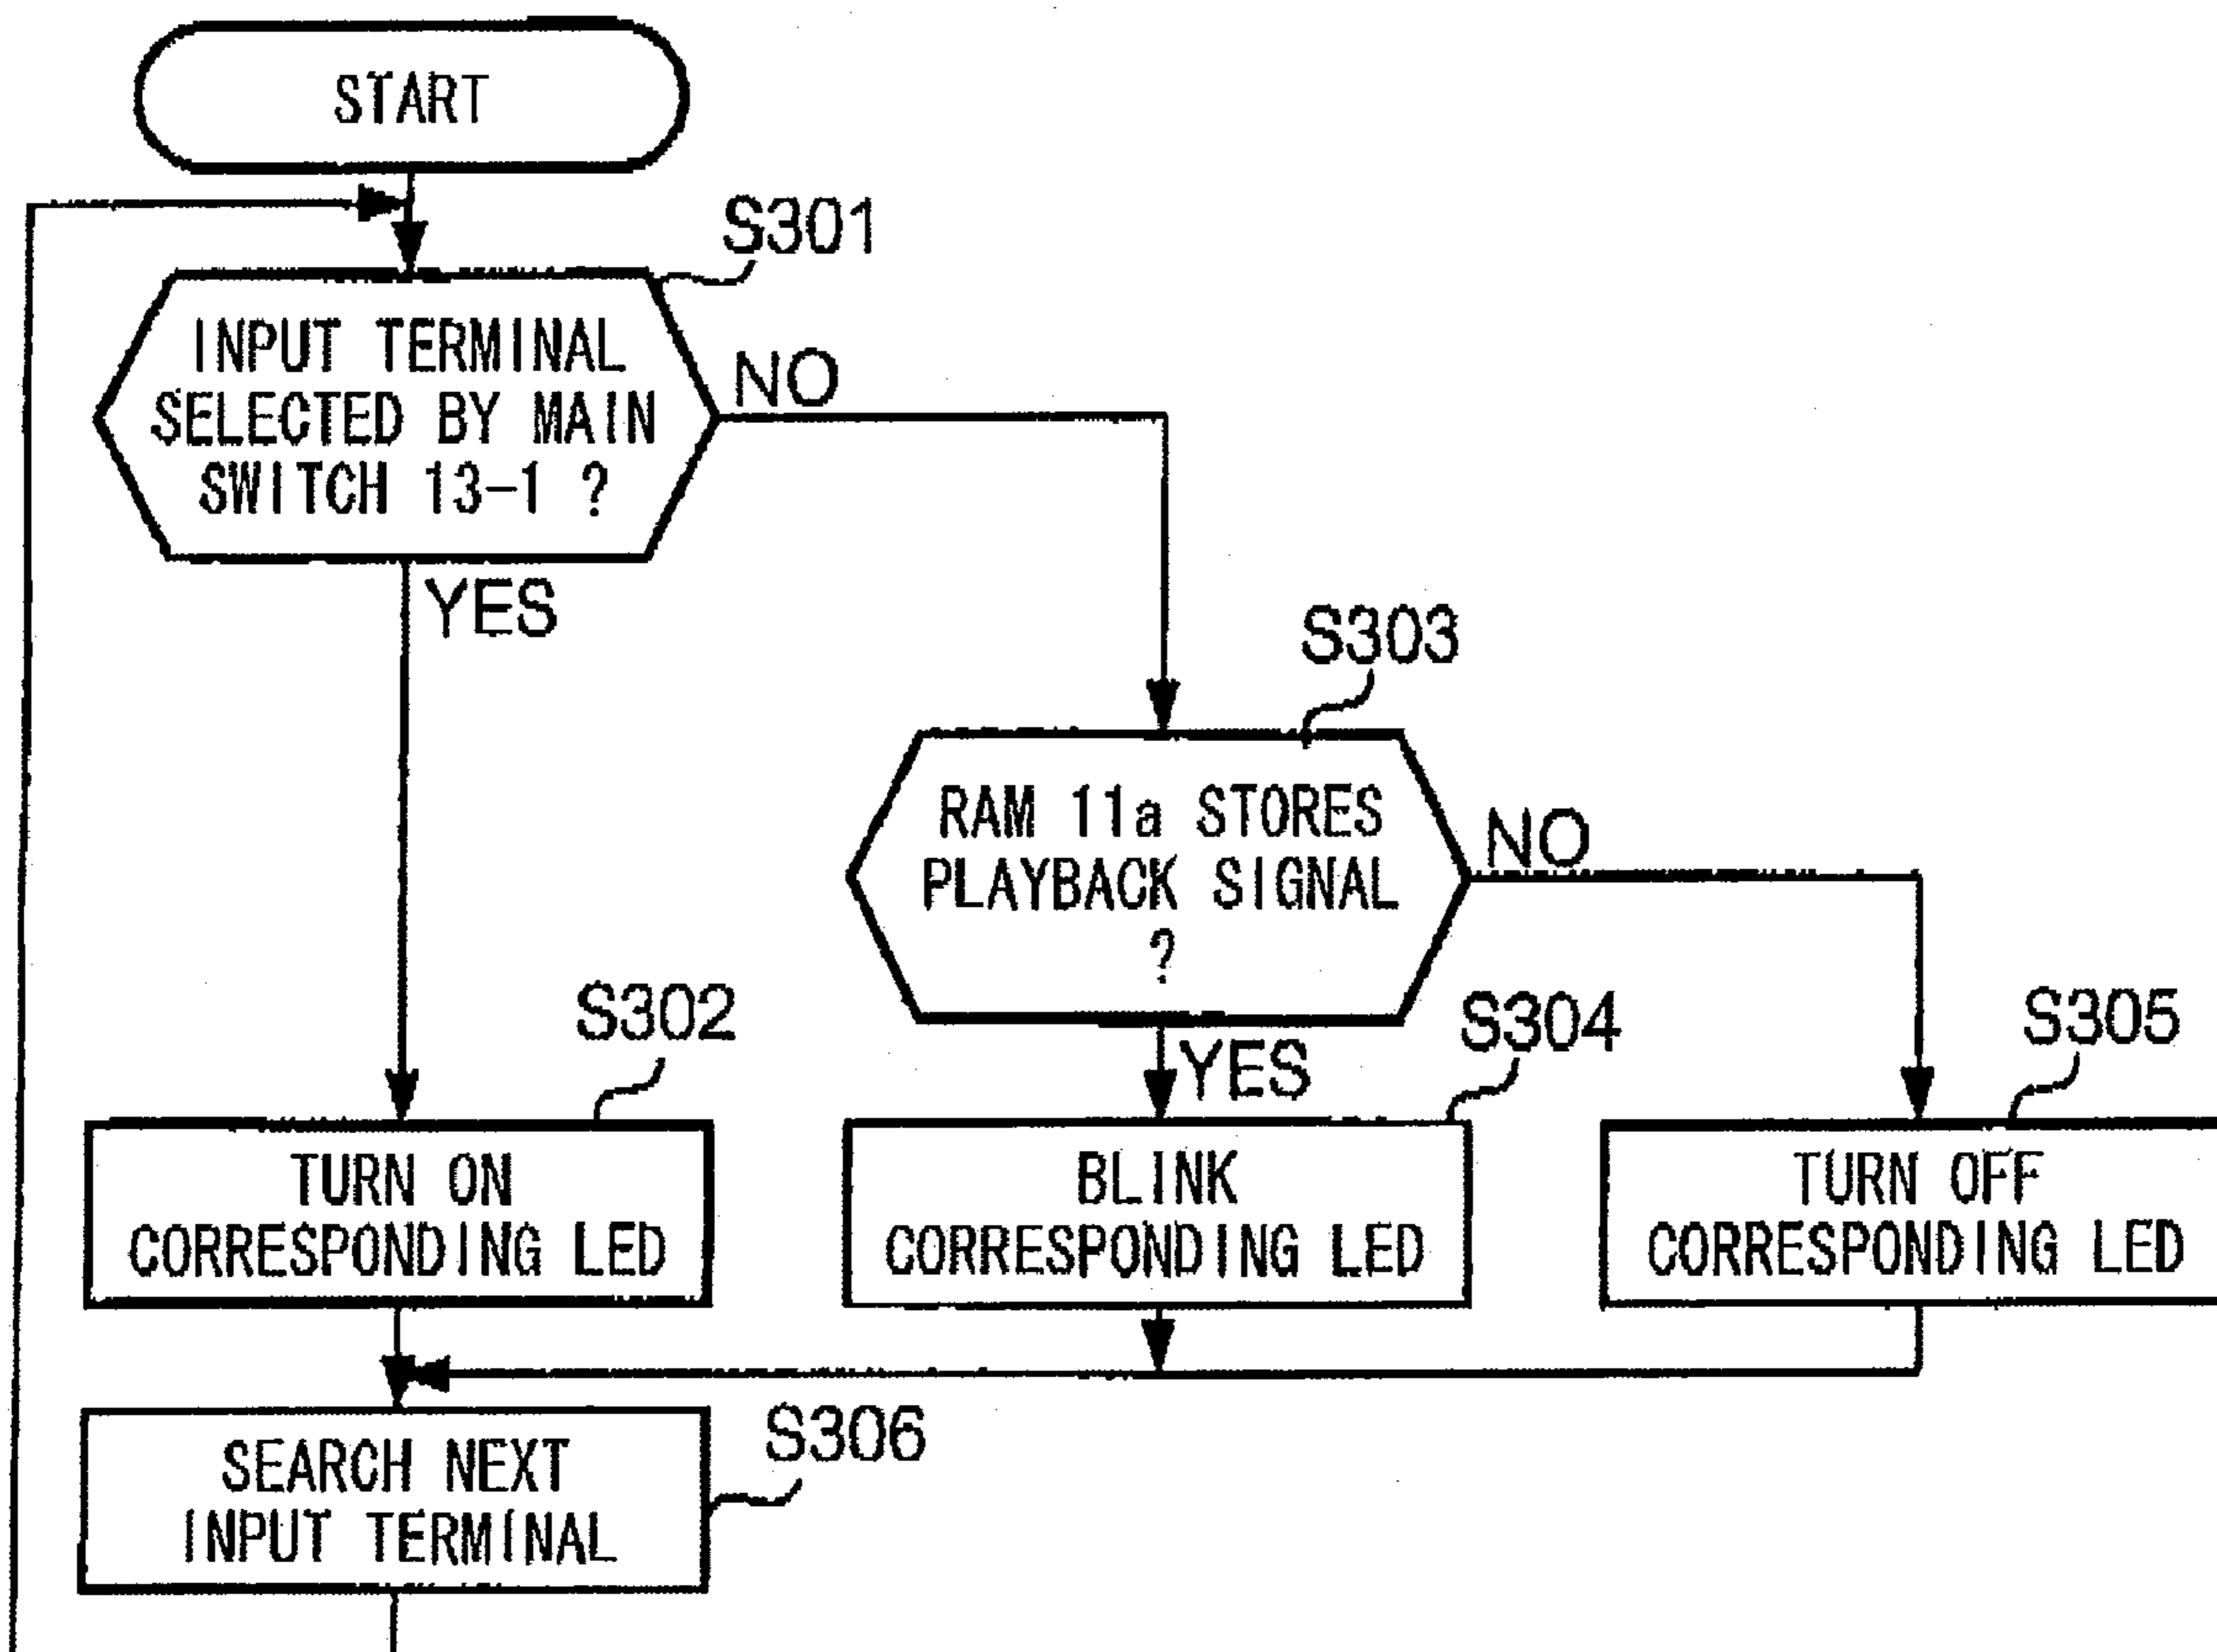 START
S301
INPUT TERMINAL
SELECTED BY MAIN
SWITCH 13-1 ?
NO
YES
S303
RAM 11a STORES
PLAYBACK SIGNAL
?
NO
YES
S302
TURN ON
CORRESPONDING LED
S304
BLINK
CORRESPONDING LED
S305
TURN OFF
CORRESPONDING LED
S306
SEARCH NEXT
INPUT TERMINAL